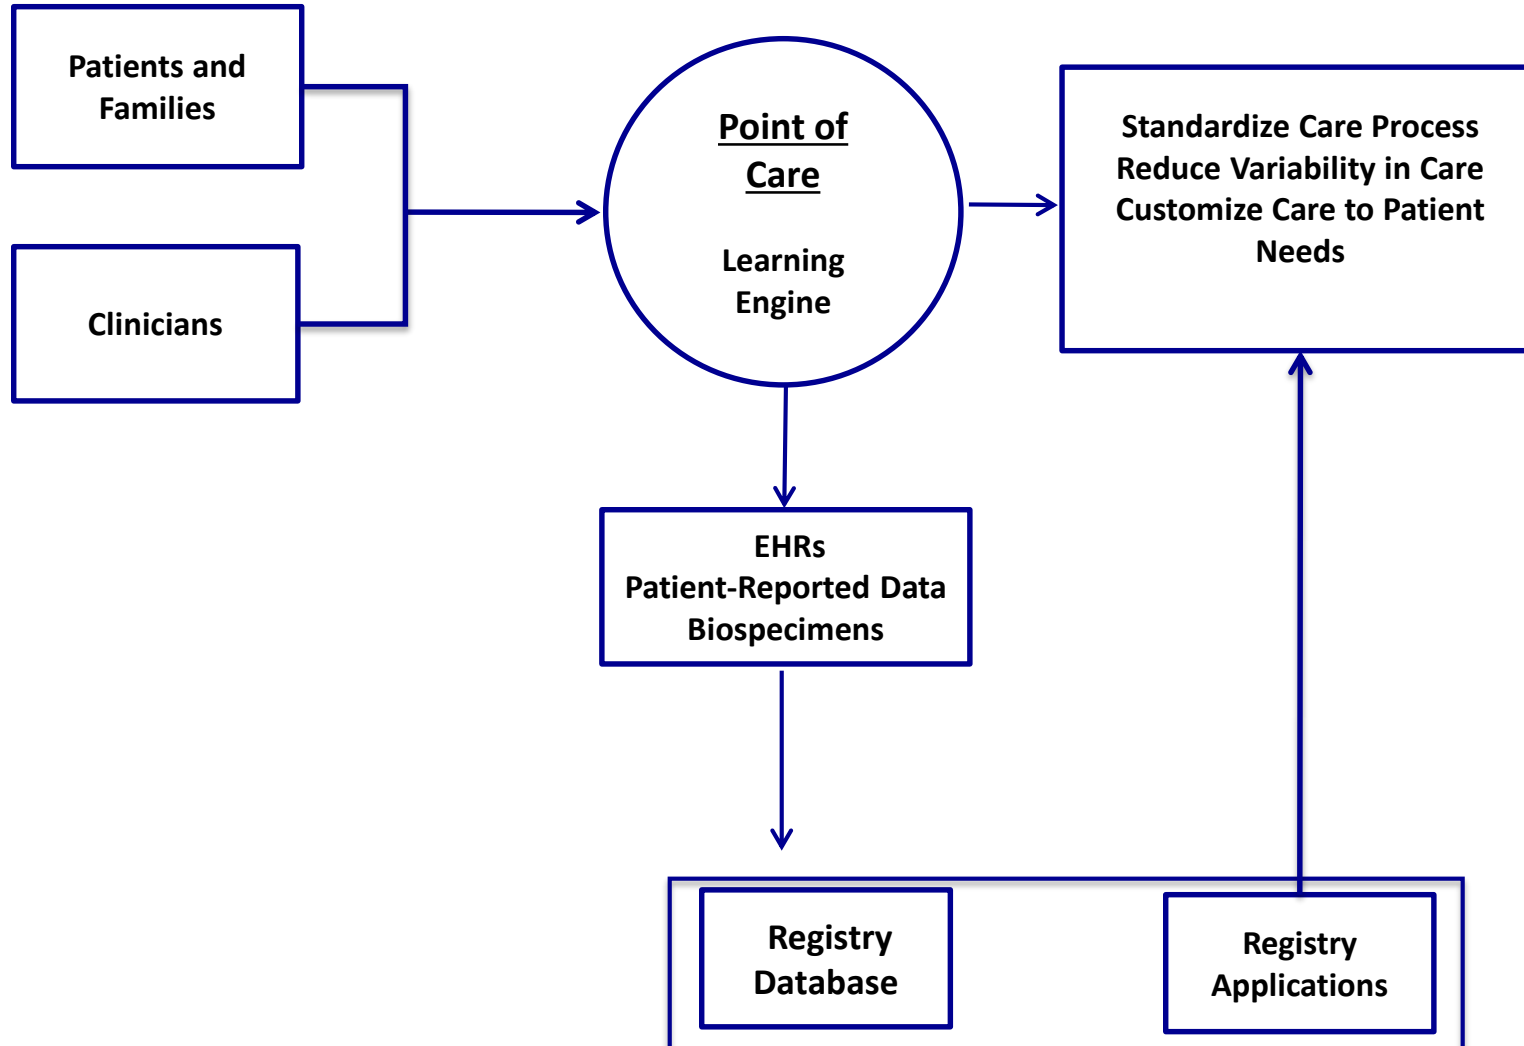 Patients and
Families
Clinicians
Point of
Care
Learning
Engine
Standardize Care Process
Reduce Variability in Care
Customize Care to Patient
Needs
EHRs
Patient-Reported Data
Biospecimens
Registry
Database
Registry
Applications